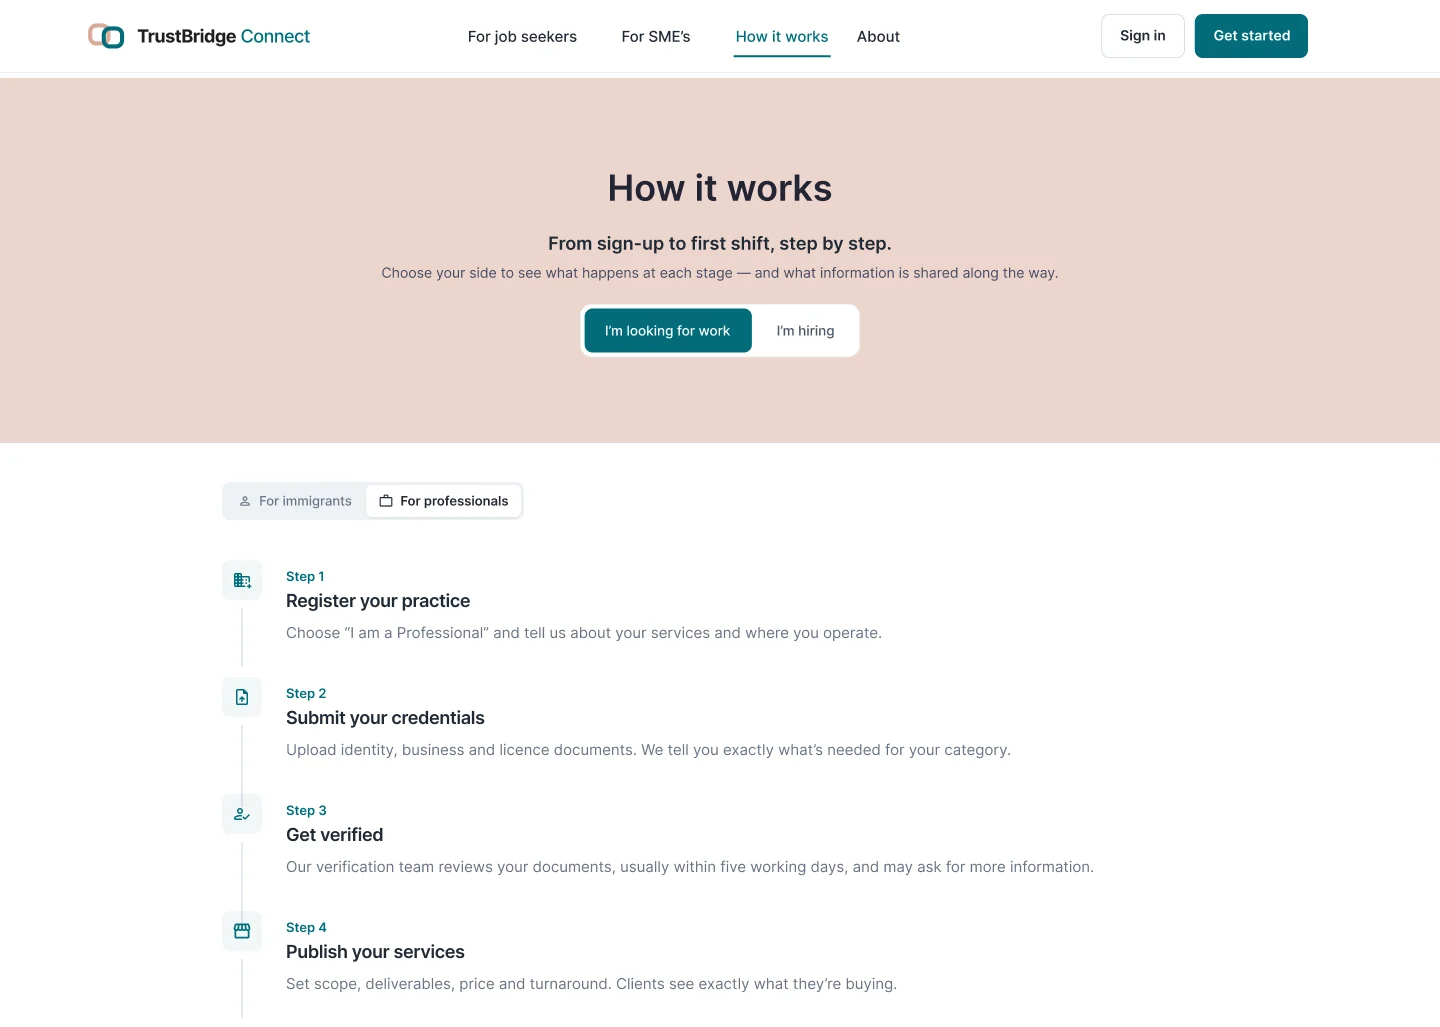 TrustBridge Connect
For job seekers
For SME’s
How it works
About
Sign in
Get started
How it works
From sign-up to first shift, step by step.
Choose your side to see what happens at each stage — and what information is shared along the way.
I’m looking for work
I’m hiring
For immigrants
For professionals
Step 1
Register your practice
Choose “I am a Professional” and tell us about your services and where you operate.
Step 2
Submit your credentials
Upload identity, business and licence documents. We tell you exactly what’s needed for your category.
Step 3
Get verified
Our verification team reviews your documents, usually within five working days, and may ask for more information.
Step 4
Publish your services
Set scope, deliverables, price and turnaround. Clients see exactly what they’re buying.